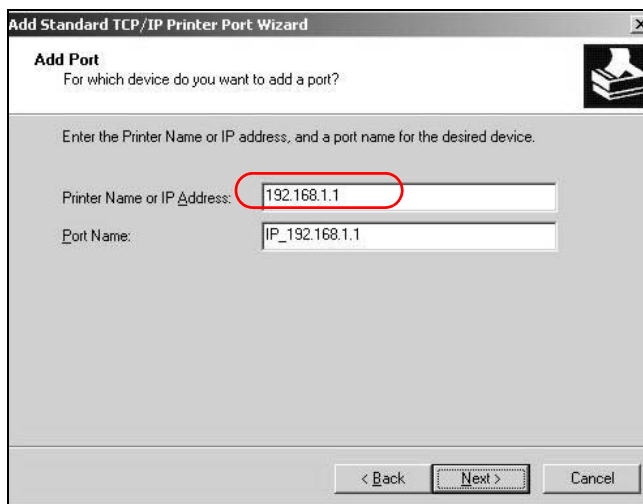 Add Standard TCP/IP Printer Port Wizard
Add Port
For which device do you want to add a port?
Enter the Printer Name or IP address, and a port name for the desired device.
Printer Name or IP Address: 192.168.1.1
Port Name: IP_192.168.1.1
< Back Next > Cancel